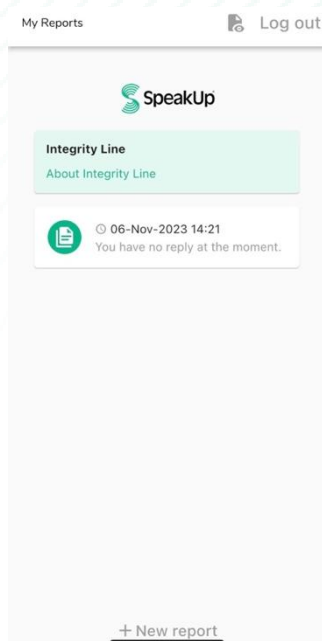 My Reports
Log out
SpeakUp
Integrity Line
About Integrity Line
06-Nov-2023 14:21
You have no reply at the moment.
+ New report